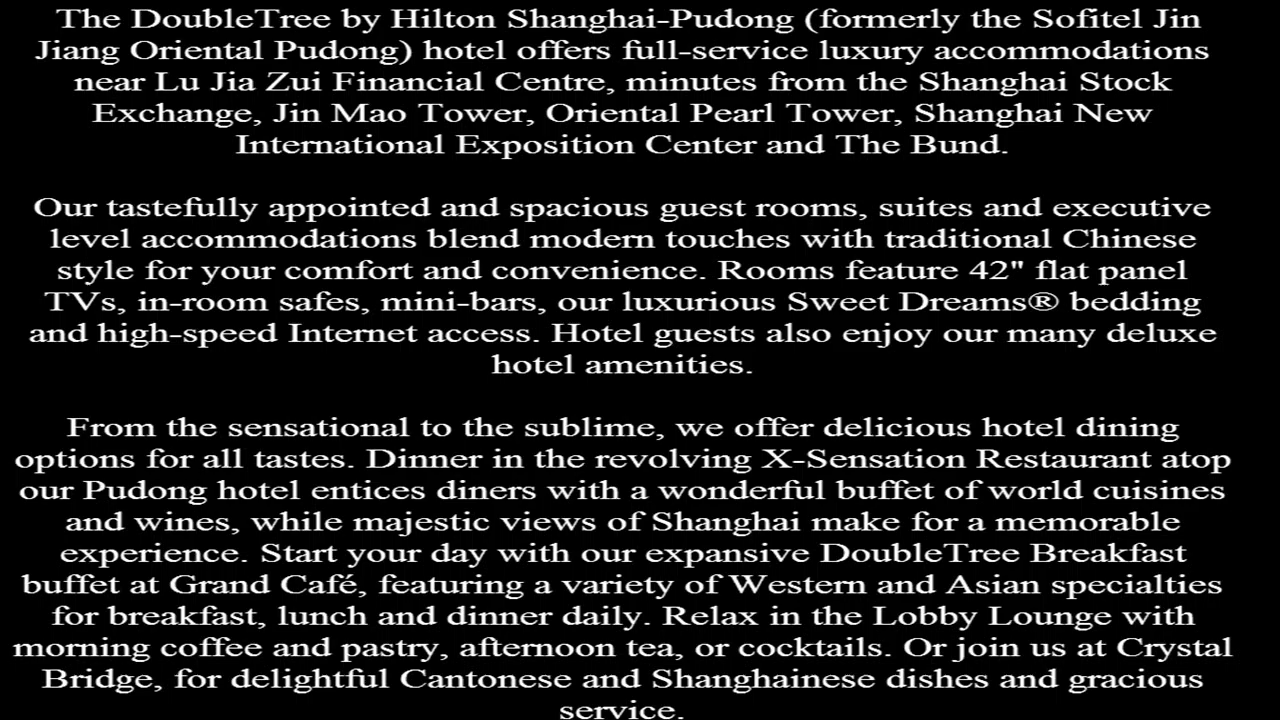 The DoubleTree by Hilton Shanghai-Pudong (formerly the Sofitel Jin
Jiang Oriental Pudong) hotel offers full-service luxury accommodations
near Lu Jia Zui Financial Centre, minutes from the Shanghai Stock
Exchange, Jin Mao Tower, Oriental Pearl Tower, Shanghai New
International Exposition Center and The Bund.
Our tastefully appointed and spacious guest rooms, suites and executive
level accommodations blend modern touches with traditional Chinese
style for your comfort and convenience. Rooms feature 42" flat panel
TVs, in-room safes, mini-bars, our luxurious Sweet Dreams® bedding
and high-speed Internet access. Hotel guests also enjoy our many deluxe
hotel amenities.
From the sensational to the sublime, we offer delicious hotel dining
options for all tastes. Dinner in the revolving X-Sensation Restaurant atop
our Pudong hotel entices diners with a wonderful buffet of world cuisines
and wines, while majestic views of Shanghai make for a memorable
experience. Start your day with our expansive DoubleTree Breakfast
buffet at Grand Café, featuring a variety of Western and Asian specialties
for breakfast, lunch and dinner daily. Relax in the Lobby Lounge with
morning coffee and pastry, afternoon tea, or cocktails. Or join us at Crystal
Bridge, for delightful Cantonese and Shanghainese dishes and gracious
service.